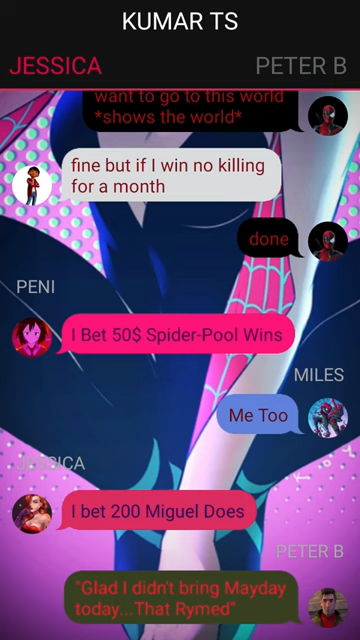 KUMAR TS
JESSICA
PETER B
want to go to this world
*shows the world*
fine but if I win no killing
for a month
done
PENI
I Bet 50$ Spider-Pool Wins
MILES
Me Too
JESSICA
I bet 200 Miguel Does
PETER B
"Glad I didn't bring Mayday
today...That Rymed"